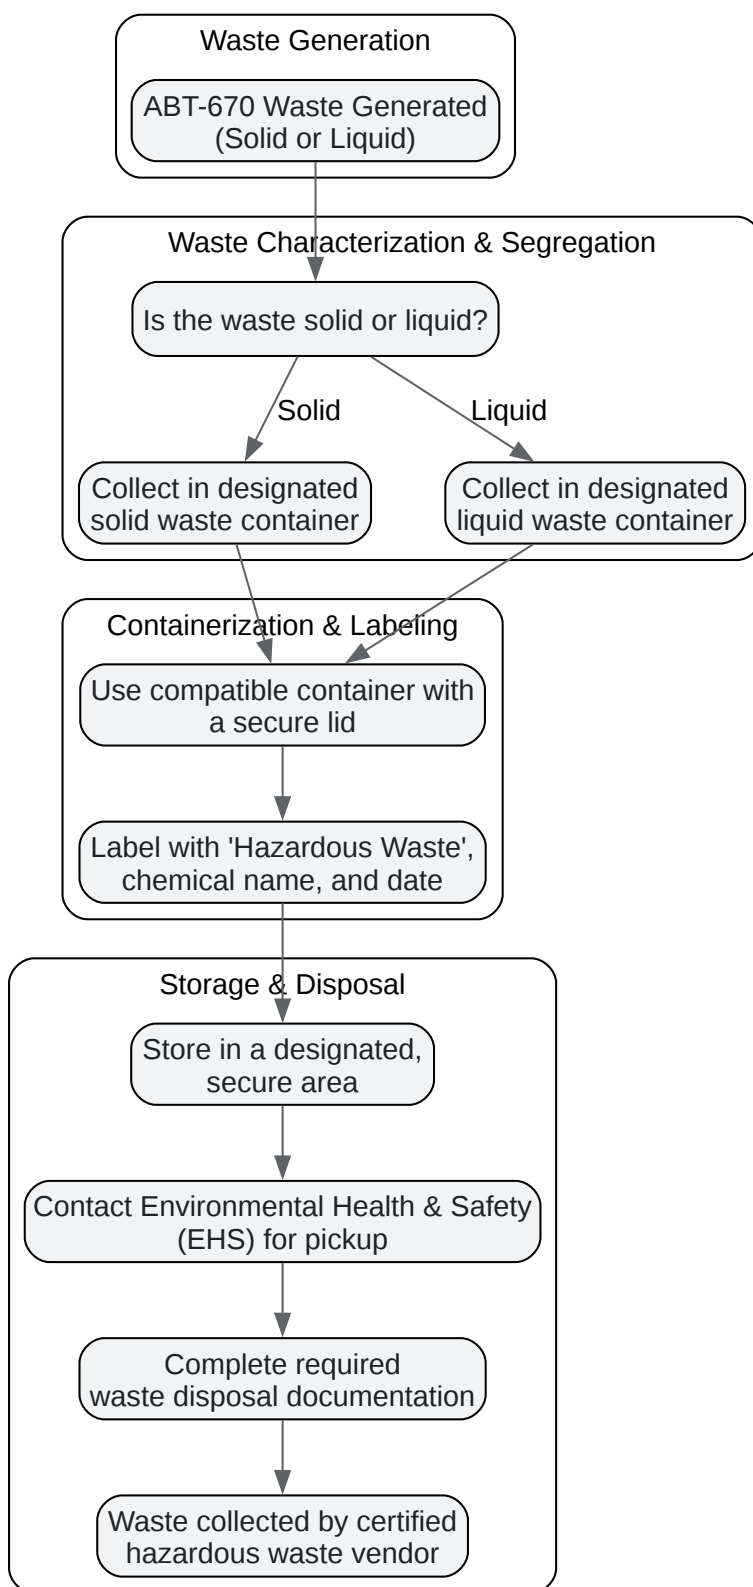 Waste Generation
ABT-670 Waste Generated
(Solid or Liquid)
Waste Characterization & Segregation
Is the waste solid or liquid?
Solid
Liquid
Collect in designated
solid waste container
Collect in designated
liquid waste container
Containerization & Labeling
Use compatible container with
a secure lid
Label with 'Hazardous Waste',
chemical name, and date
Storage & Disposal
Store in a designated,
secure area
Contact Environmental Health & Safety
(EHS) for pickup
Complete required
waste disposal documentation
Waste collected by certified
hazardous waste vendor